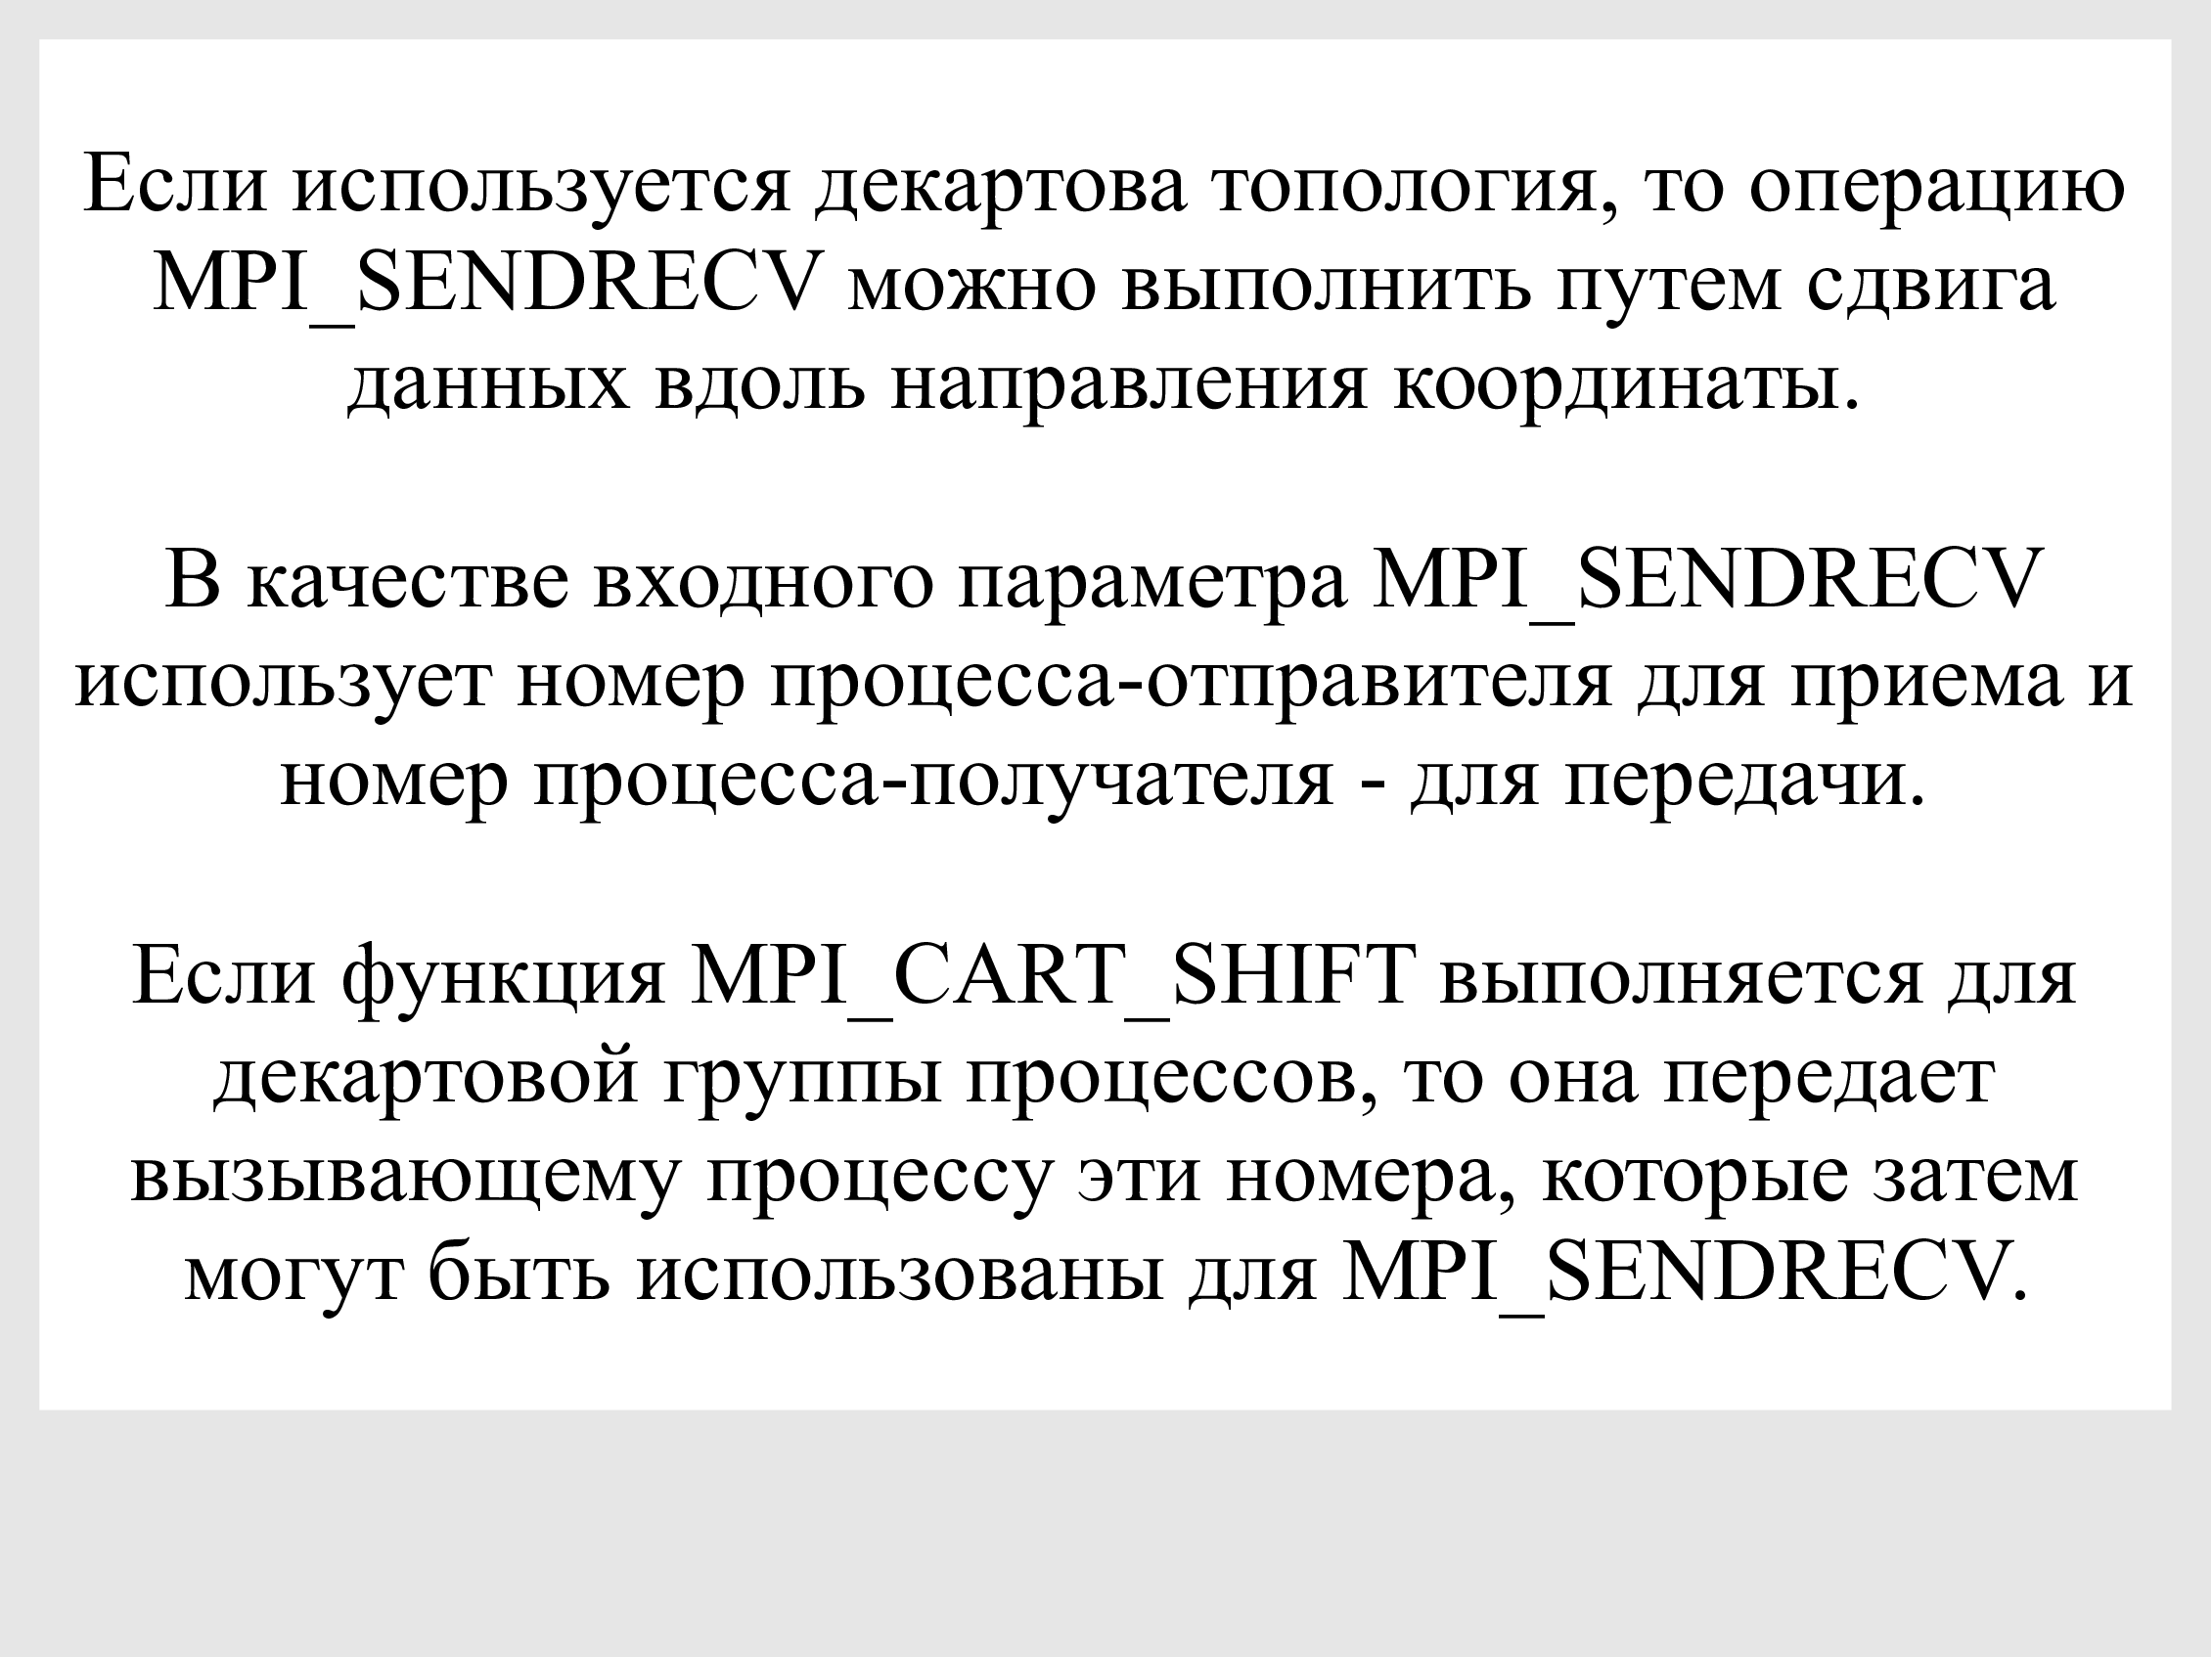 Если используется декартова топология, то операцию
MPI_SENDRECV можно выполнить путем сдвига
данных вдоль направления координаты.
В качестве входного параметра MPI_SENDRECV
использует номер процесса-отправителя для приема и
номер процесса-получателя - для передачи.
Если функция MPI_CART_SHIFT выполняется для
декартовой группы процессов, то она передает
вызывающему процессу эти номера, которые затем
могут быть использованы для MPI_SENDRECV.